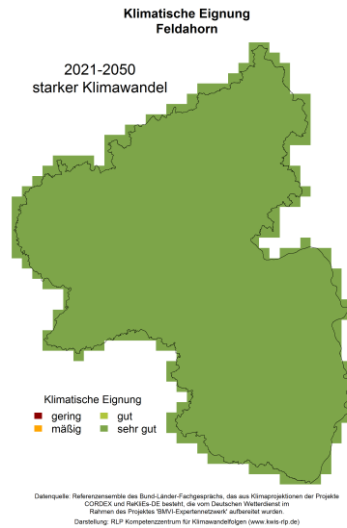 Klimatische Eignung
Feldahorn
2021-2050
starker Klimawandel
Klimatische Eignung
gering
gut
mäßig
sehr gut
Datenquelle: Referenzensemble des Bund-Länder-Fachgesprächs, das aus Klimaprojektionen der Projekte
CORDEX und ReKliEs-DE besteht, die vom Deutschen Wetterdienst im
Rahmen des Projektes 'BMVI-Expertennetzwerk' aufbereitet wurden.
Darstellung: RLP Kompetenzzentrum für Klimawandelfolgen (www.kwis-rlp.de)